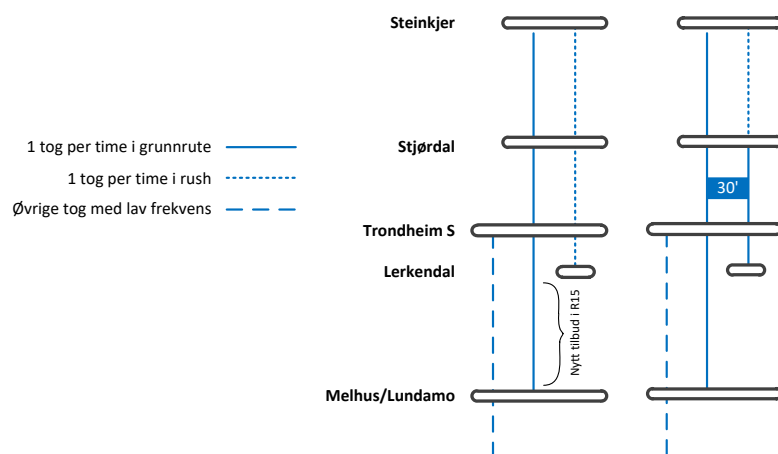 Steinkjer
1 tog per time i grunnrute
Stjørdal
1 tog per time i rush
30'
Øvrige tog med lav frekvens
Trondheim S
Lerkendal
Nytt tilbud i R15
Melhus/Lundamo